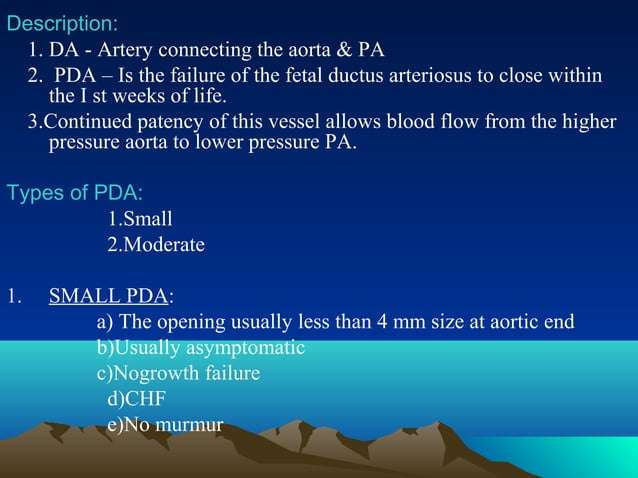 Description:
1. DA - Artery connecting the aorta & PA
2. PDA – Is the failure of the fetal ductus arteriosus to close within
the I st weeks of life.
3.Continued patency of this vessel allows blood flow from the higher
pressure aorta to lower pressure PA.
Types of PDA:
1.Small
2.Moderate
1. SMALL PDA:
a) The opening usually less than 4 mm size at aortic end
b)Usually asymptomatic
c)Nogrowth failure
d)CHF
e)No murmur